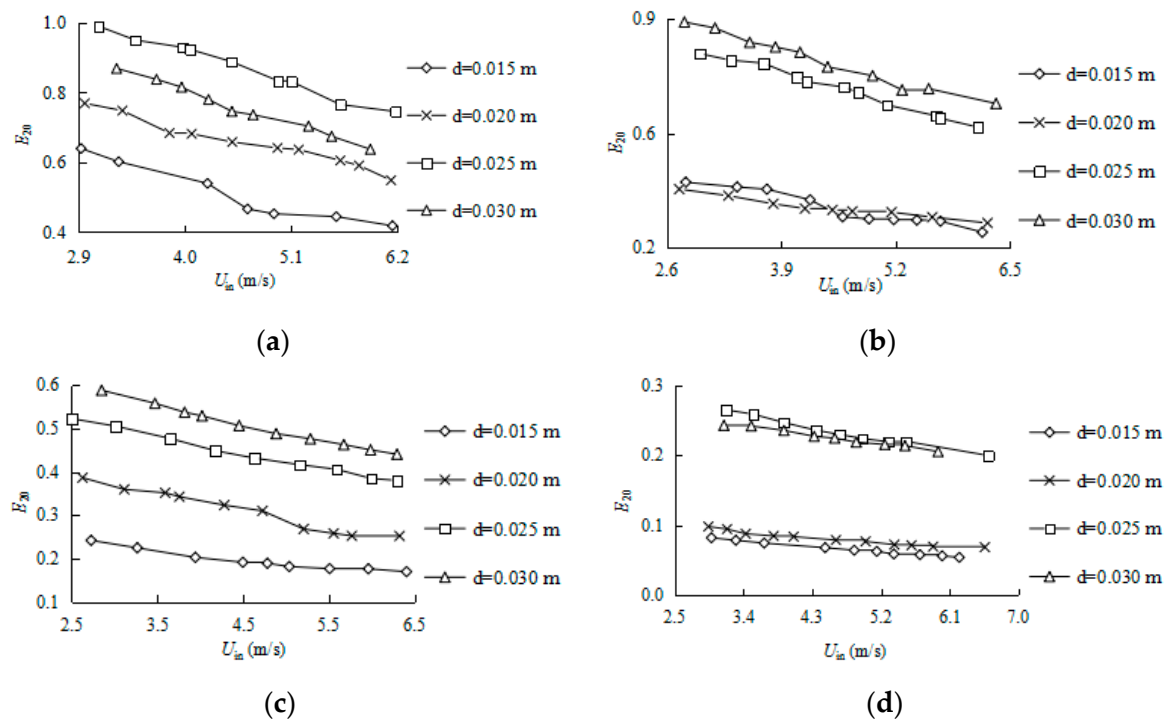 1.0
0.8
0.6
0.4
E20
2.9 4.0 5.1 6.2
Uin (m/s)
d=0.015 m
d=0.020 m
d=0.025 m
d=0.030 m
(a)
0.9
0.6
0.2
E20
2.6 3.9 5.2 6.5
Uin (m/s)
d=0.015 m
d=0.020 m
d=0.025 m
d=0.030 m
(b)
0.6
0.5
0.4
0.3
0.2
0.1
E20
2.5 3.5 4.5 5.5 6.5
Uin (m/s)
d=0.015 m
d=0.020 m
d=0.025 m
d=0.030 m
(c)
0.3
0.2
0.1
0.0
E20
2.5 3.4 4.3 5.2 6.1 7.0
Uin (m/s)
d=0.015 m
d=0.020 m
d=0.025 m
d=0.030 m
(d)